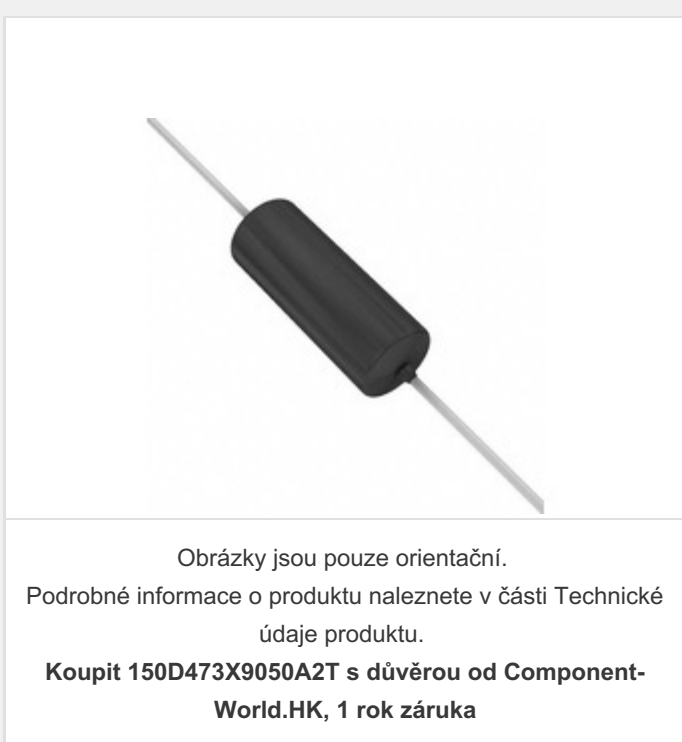 Obrázky jsou pouze orientační.
Podrobné informace o produktu naleznete v části Technické
údaje produktu.
Koupit 150D473X9050A2T s důvěrou od Component-
World.HK, 1 rok záruka